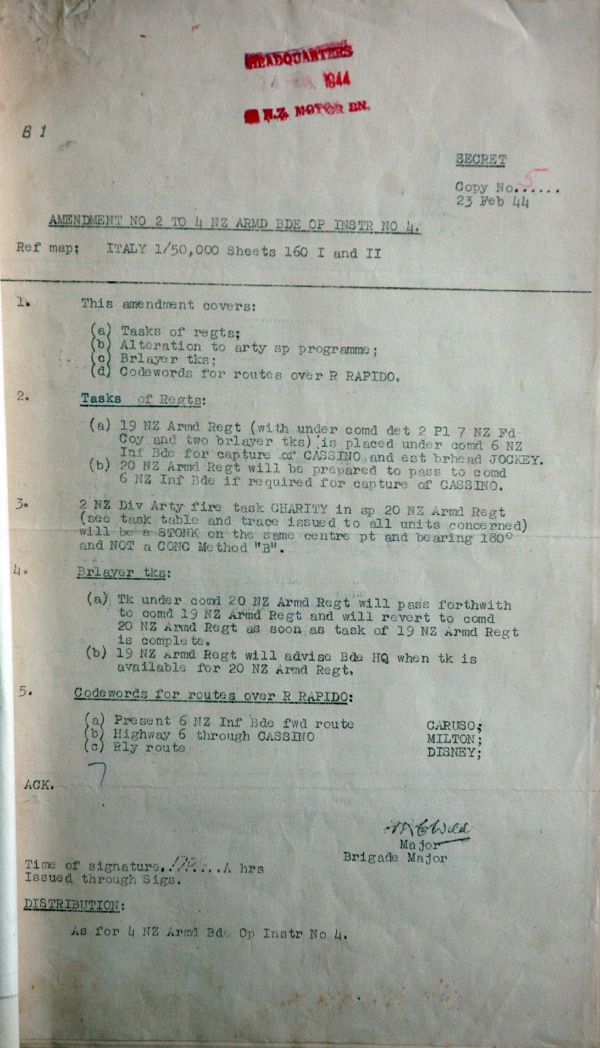 HEADQUARTERS
1944
N.Z. MOTOR BN.
B 1
SECRET
Copy No...5...
23 Feb 44
AMENDMENT NO 2 TO 4 NZ ARMD BDE OP INSTR NO 4.
Ref map: ITALY 1/50,000 Sheets 160 I and II
1. This amendment covers:
(a) Tasks of regts;
(b) Alteration to arty sp programme;
(c) Brlayer tks;
(d) Codewords for routes over R RAPIDO.
2. Tasks of Regts:
(a) 19 NZ Armd Regt (with under comd det 2 Pl 7 NZ Fd
Coy and two brlayer tks) is placed under comd 6 NZ
Inf Bde for capture of CASSINO and est brhead JOCKEY.
(b) 20 NZ Armd Regt will be prepared to pass to comd
6 NZ Inf Bde if required for capture of CASSINO.
3. 2 NZ Div Arty fire task CHARITY in sp 20 NZ Armd Regt
(see task table and trace issued to all units concerned)
will be a STONK on the same centre pt and bearing 180°
and NOT a CONC Method "B".
4. Brlayer tks:
(a) Tk under comd 20 NZ Armd Regt will pass forthwith
to comd 19 NZ Armd Regt and will revert to comd
20 NZ Armd Regt as soon as task of 19 NZ Armd Regt
is complete.
(b) 19 NZ Armd Regt will advise Bde HQ when tk is
available for 20 NZ Armd Regt.
5. Codewords for routes over R RAPIDO:
(a) Present 6 NZ Inf Bde fwd route CARUSO;
(b) Highway 6 through CASSINO MILTON;
(c) Rly route DISNEY;
ACK.
Major
Brigade Major
Time of signature......A hrs
Issued through Sigs.
DISTRIBUTION:
As for 4 NZ Armd Bde Op Instr No 4.